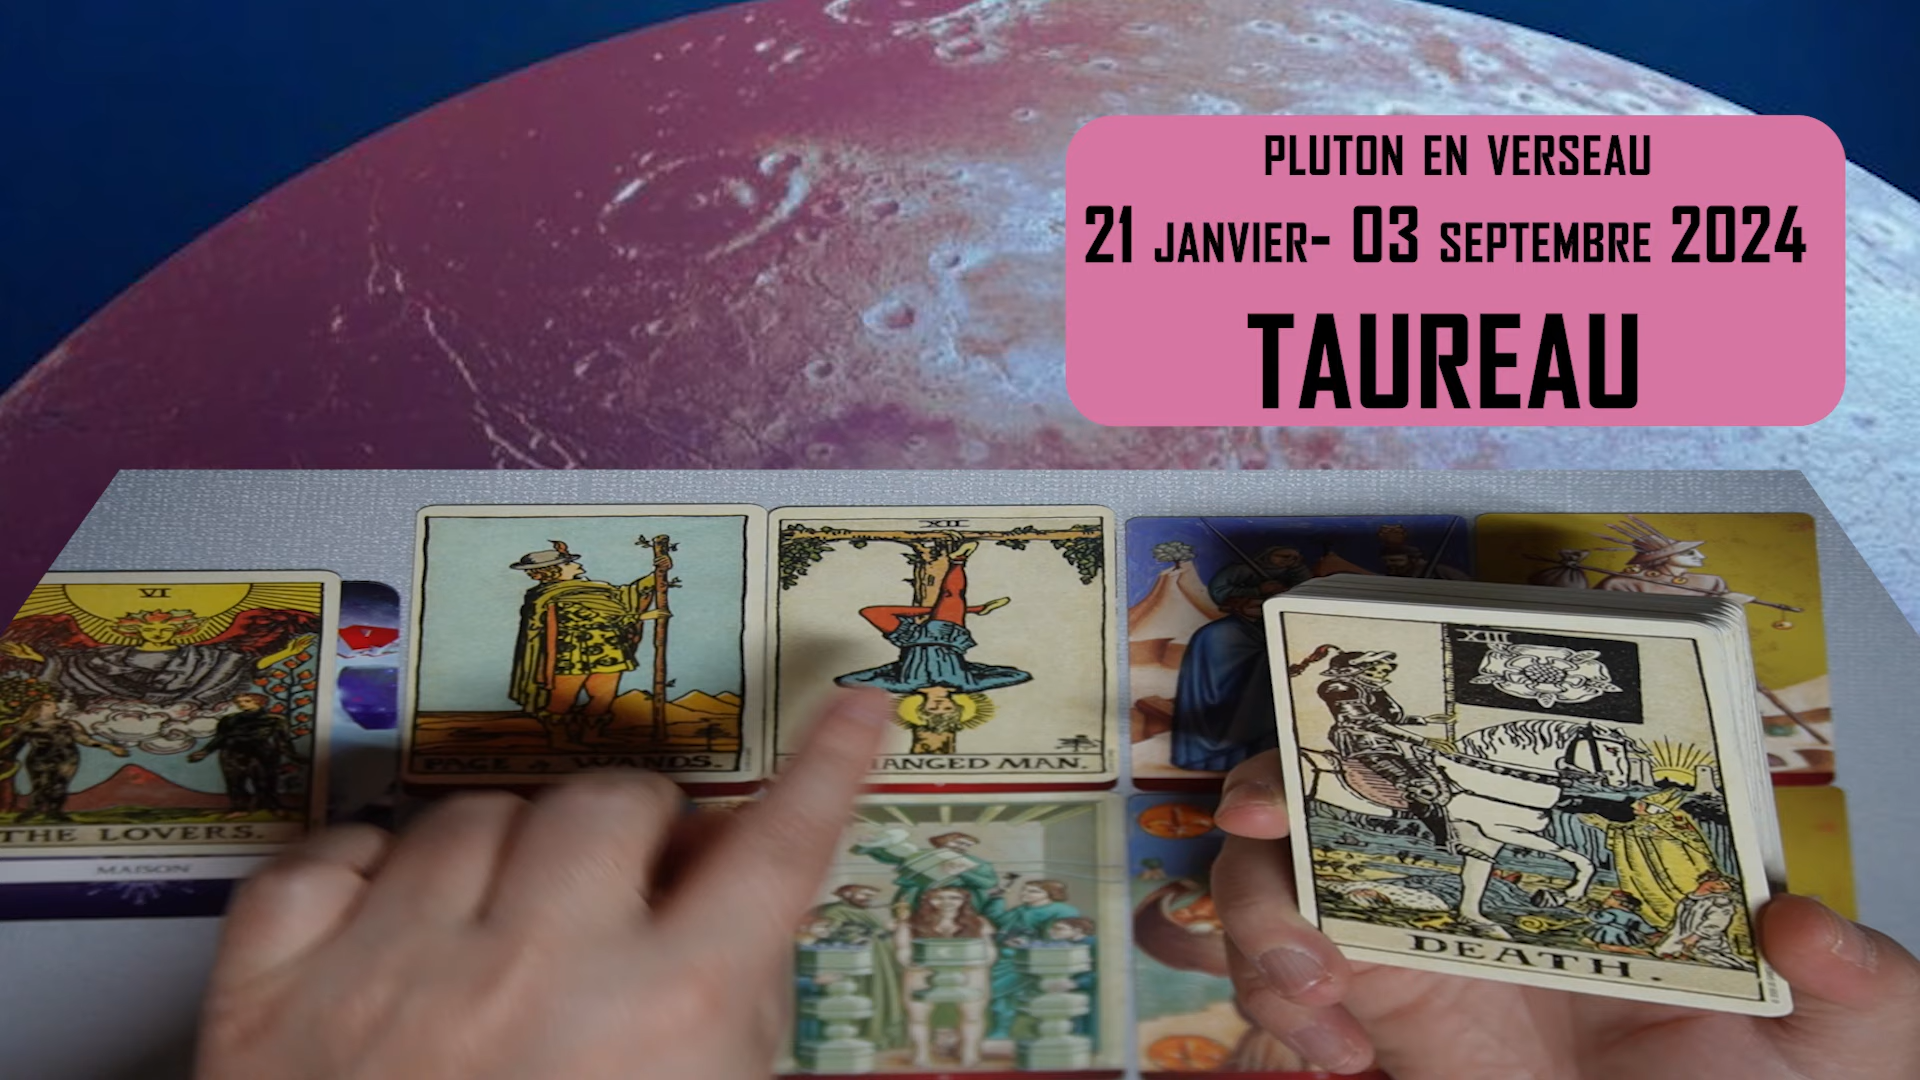 PLUTON EN VERSEAU
21 JANVIER- 03 SEPTEMBRE 2024
TAUREAU
XII
VI
XIII
PAGE of WANDS.
HANGED MAN.
THE LOVERS.
MAISON
DEATH.